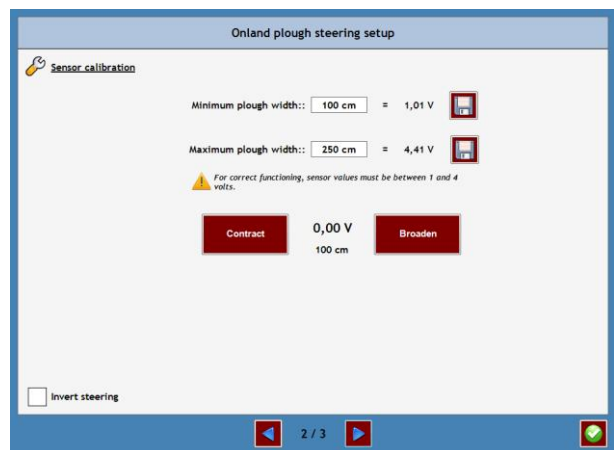 Onland plough steering setup
Sensor calibration
Minimum plough width:: 100 cm = 1,01 V
Maximum plough width:: 250 cm = 4,41 V
For correct functioning, sensor values must be between 1 and 4
volts.
Contract 0,00 V Broaden
100 cm
Invert steering
2 / 3